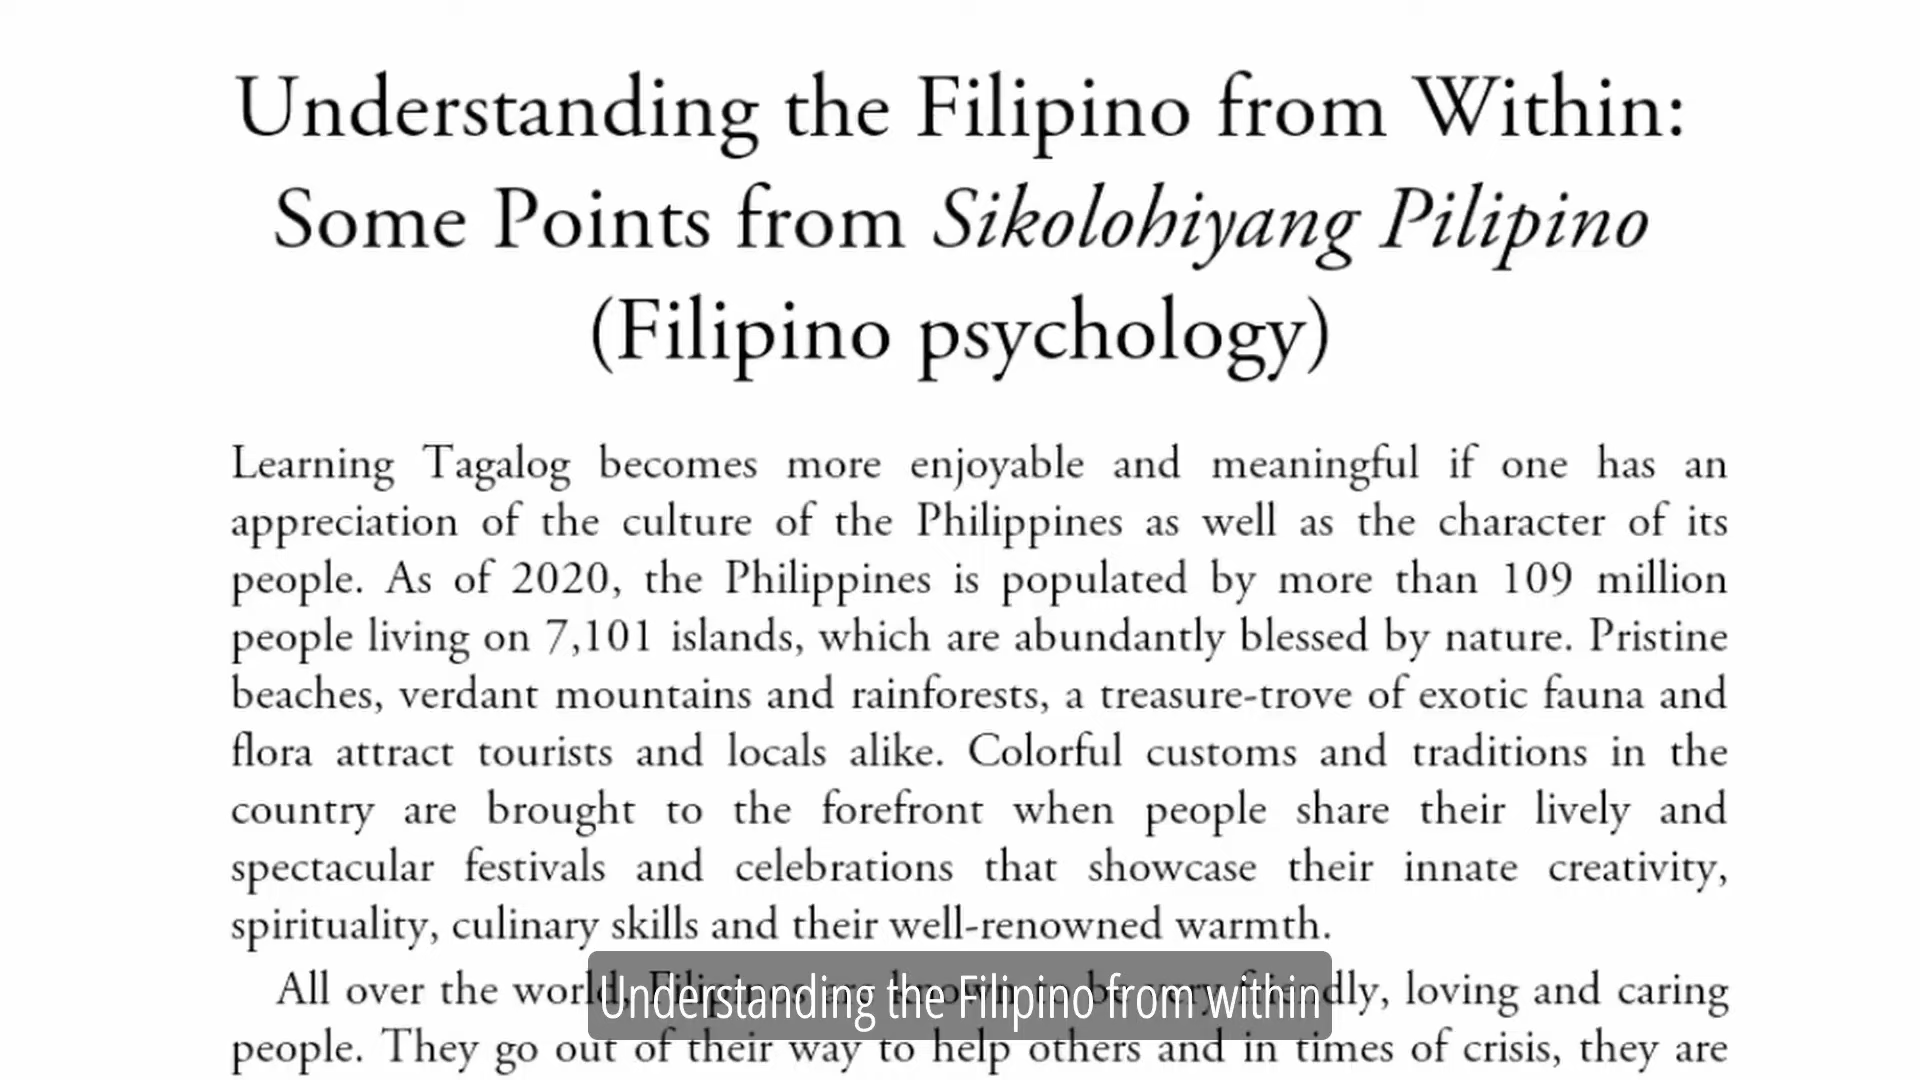 Understanding the Filipino from Within:
Some Points from Sikolohiyang Pilipino
(Filipino psychology)
Learning Tagalog becomes more enjoyable and meaningful if one has an
appreciation of the culture of the Philippines as well as the character of its
people. As of 2020, the Philippines is populated by more than 109 million
people living on 7,101 islands, which are abundantly blessed by nature. Pristine
beaches, verdant mountains and rainforests, a treasure-trove of exotic fauna and
flora attract tourists and locals alike. Colorful customs and traditions in the
country are brought to the forefront when people share their lively and
spectacular festivals and celebrations that showcase their innate creativity,
spirituality, culinary skills and their well-renowned warmth.
All over the world, Filipinos are known to be very friendly, loving and caring
Understanding the Filipino from within
people. They go out of their way to help others and in times of crisis, they are